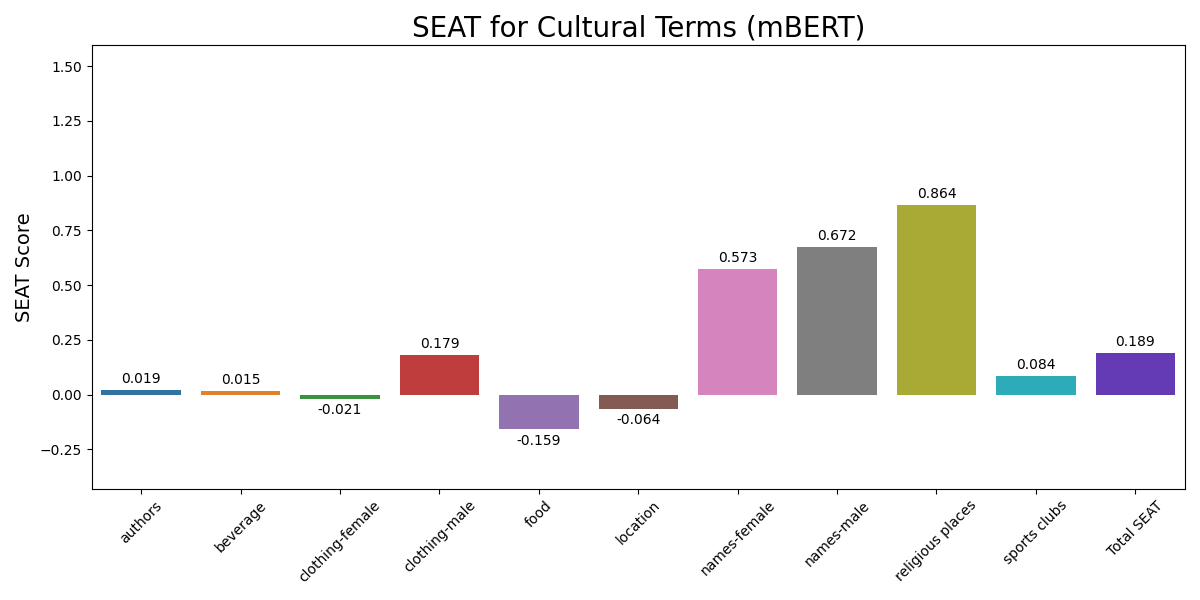 SEAT for Cultural Terms (mBERT)
SEAT Score
1.50
1.25
1.00
0.75
0.50
0.25
0.00
−0.25
0.019
0.015
-0.021
0.179
-0.159
-0.064
0.573
0.672
0.864
0.084
0.189
authors
beverage
clothing-female
clothing-male
food
location
names-female
names-male
religious places
sports clubs
Total SEAT